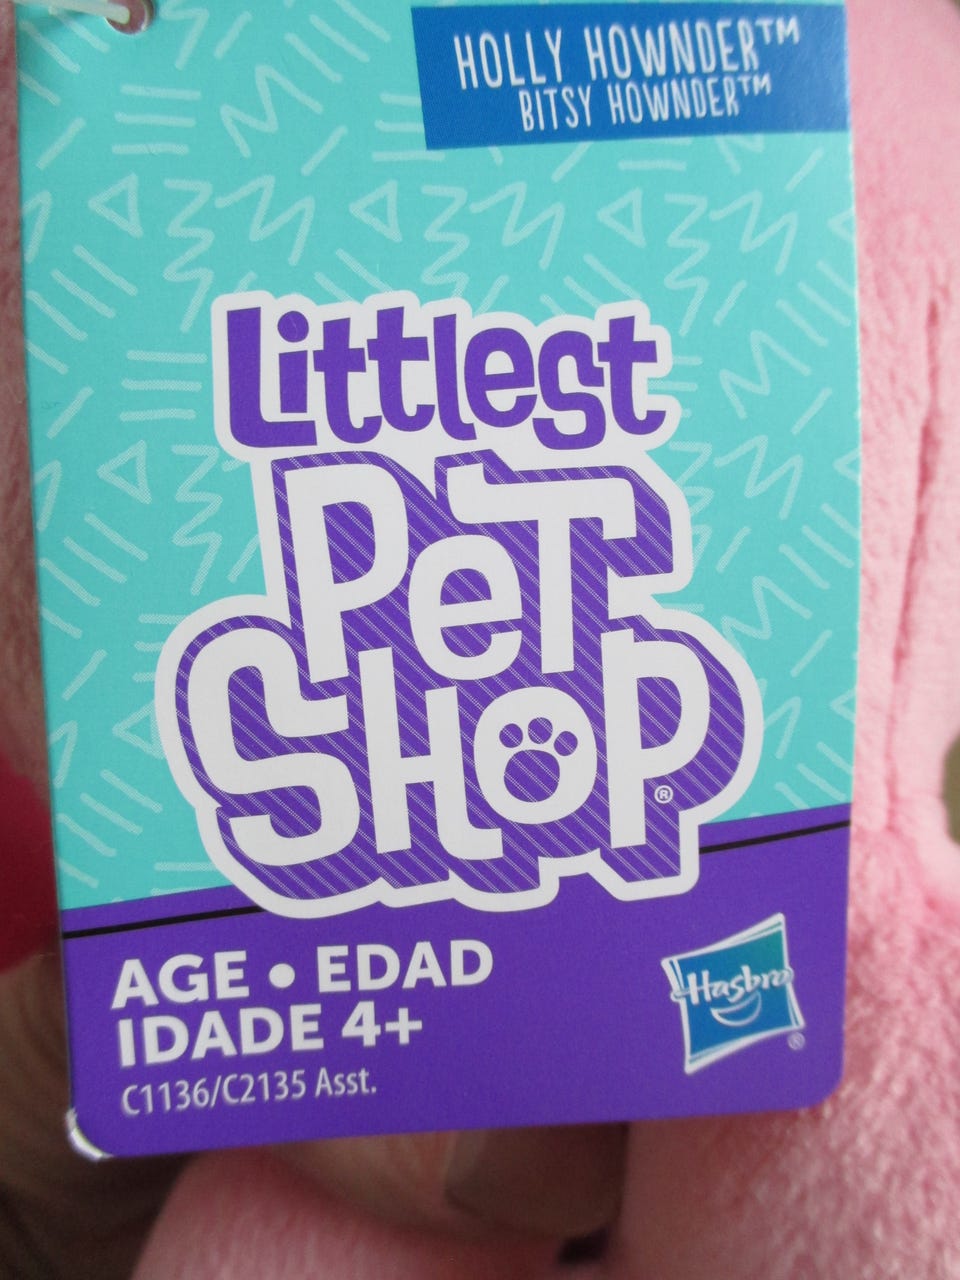 HOLLY HOWNDER™
BITSY HOWNDER™
Littlest
PET
SHOP®
AGE • EDAD
IDADE 4+
C1136/C2135 Asst.
Hasbro®